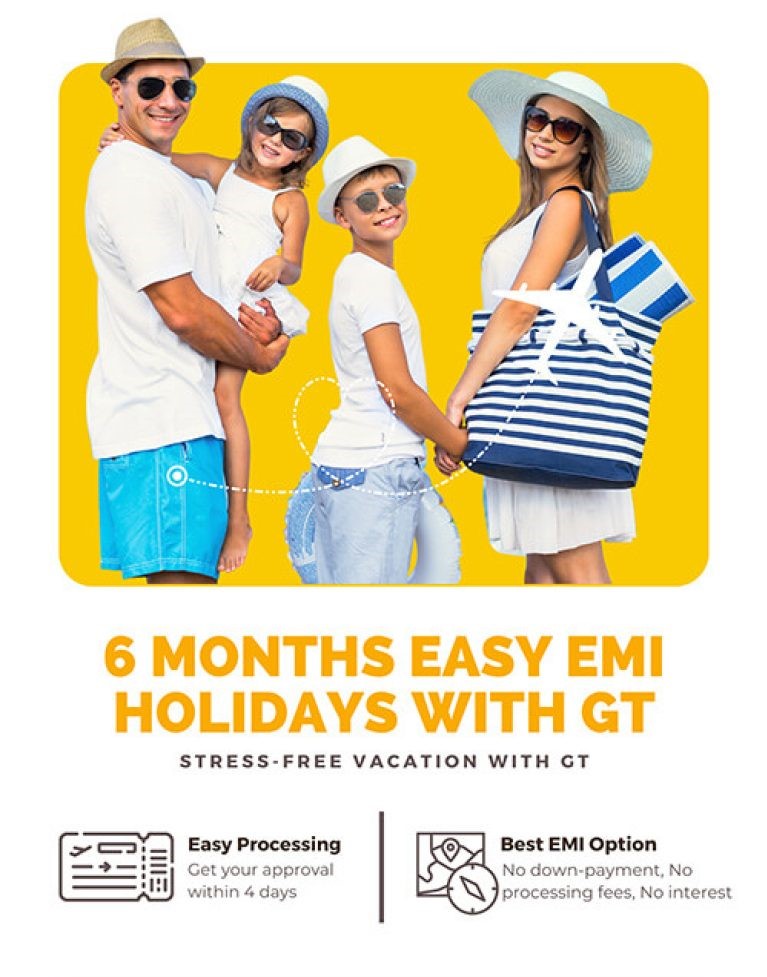 6 MONTHS EASY EMI
HOLIDAYS WITH GT
STRESS-FREE VACATION WITH GT
Easy Processing
Get your approval
within 4 days
Best EMI Option
No down-payment, No
processing fees, No interest